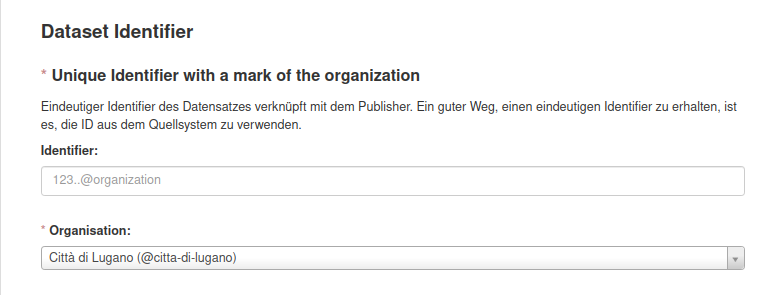 Dataset Identifier
* Unique Identifier with a mark of the organization
Eindeutiger Identifier des Datensatzes verknüpft mit dem Publisher. Ein guter Weg, einen eindeutigen Identifier zu erhalten, ist
es, die ID aus dem Quellsystem zu verwenden.
Identifier:
123..@organization
* Organisation:
Città di Lugano (@citta-di-lugano)